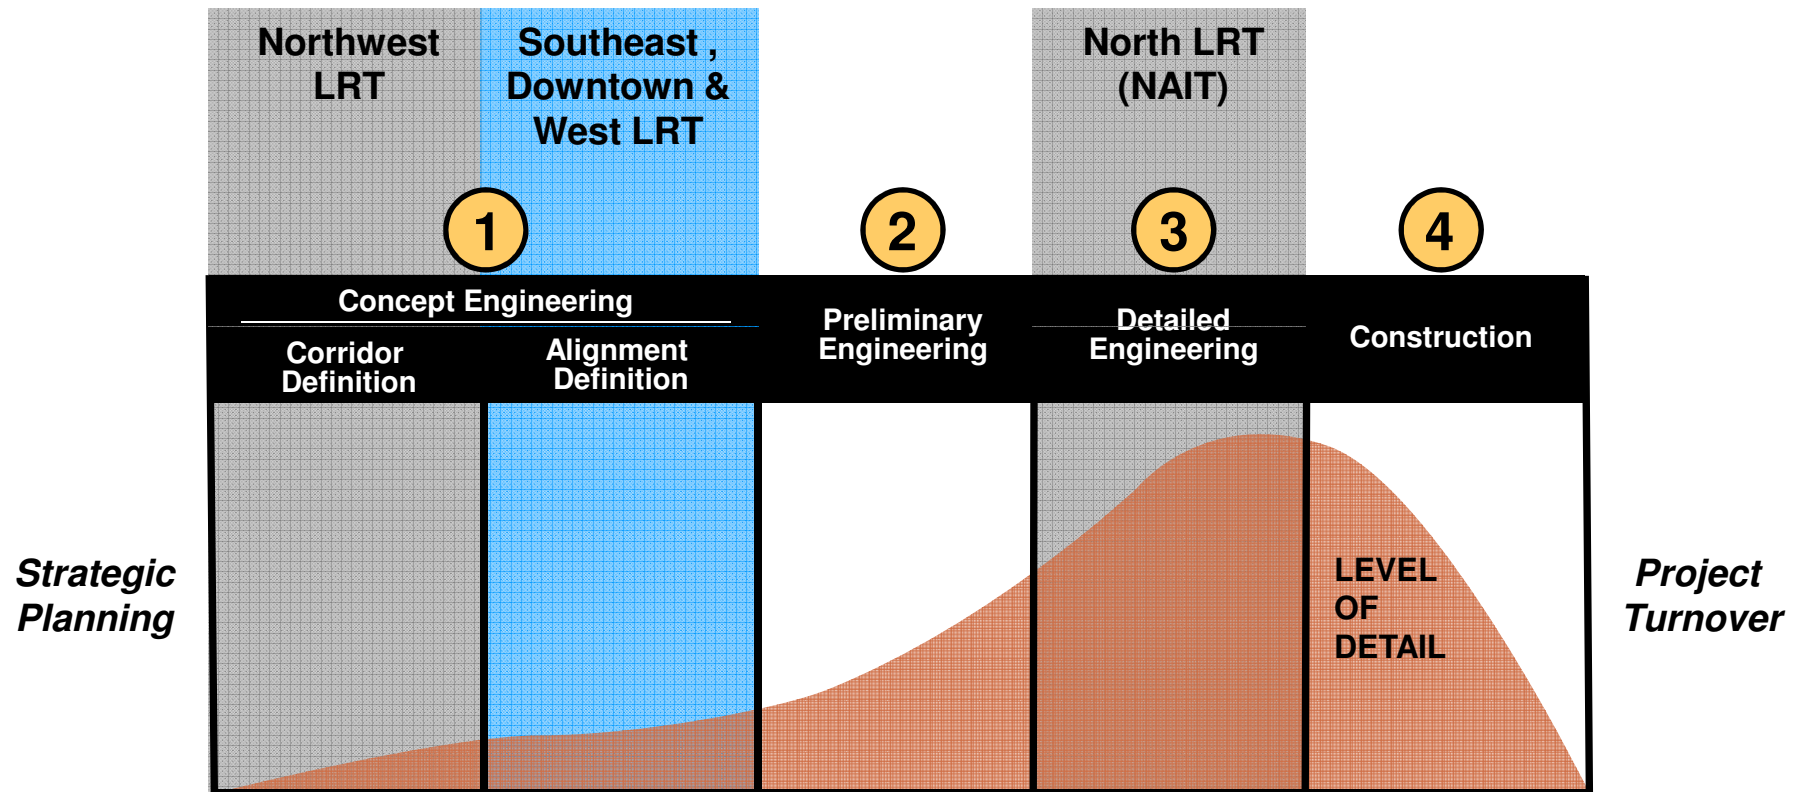 Northwest
LRT
Southeast ,
Downtown &
West LRT
North LRT
(NAIT)
1
2
3
4
Concept Engineering
Corridor
Definition
Alignment
Definition
Preliminary
Engineering
Detailed
Engineering
Construction
Strategic
Planning
LEVEL
OF
DETAIL
Project
Turnover